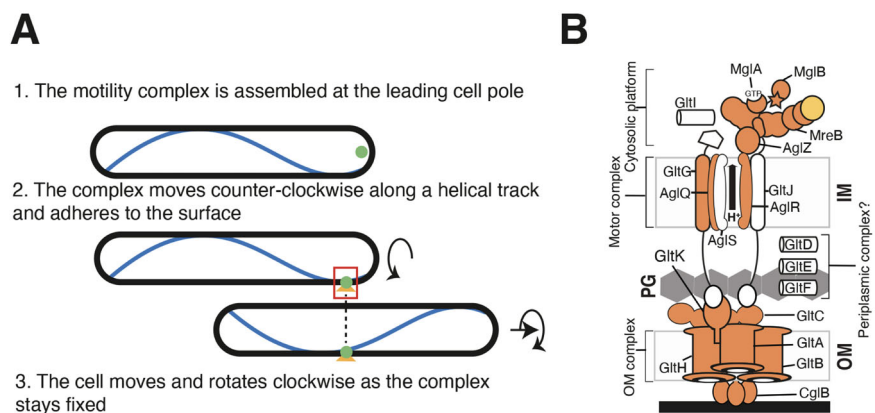 A
1. The motility complex is assembled at the leading cell pole
2. The complex moves counter-clockwise along a helical track
and adheres to the surface
3. The cell moves and rotates clockwise as the complex
stays fixed
B
Cytosolic platform
MglA
MglB
GTP
GltI
MreB
AglZ
Motor complex
GltG
AglQ
GltJ
AglR
H+
AglS
IM
GltK
GltD
GltE
GltF
PG
Periplasmic complex?
GltC
OM complex
GltA
GltH
GltB
OM
CglB